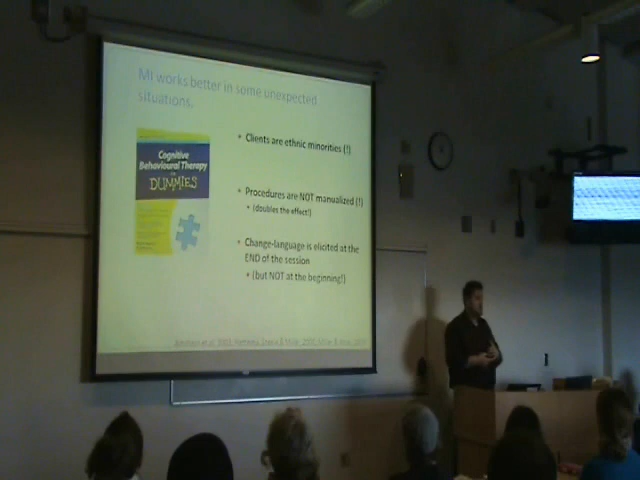 MI works better in some unexpected
situations.
Cognitive
Behavioural Therapy
DUMMIES
• Clients are ethnic minorities (!)
• Procedures are NOT manualized (!)
• (doubles the effect!)
• Change-language is elicited at the
END of the session
• (but NOT at the beginning!)